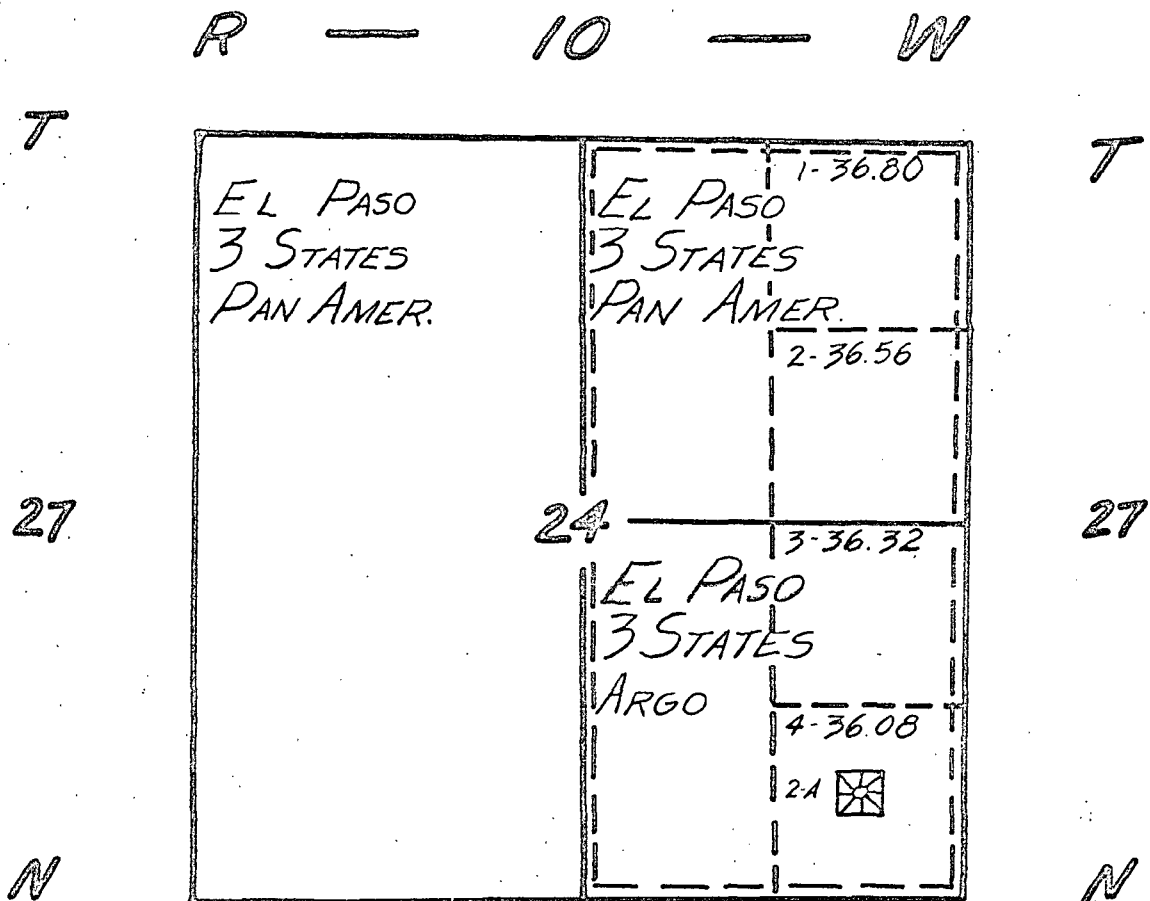 R — 10 — W
T T
1-36.80
EL PASO
3 STATES
PAN AMER.
EL PASO
3 STATES
PAN AMER.
2-36.56
27 24 27
3-36.32
EL PASO
3 STATES
ARGO
4-36.08
2-A
N N